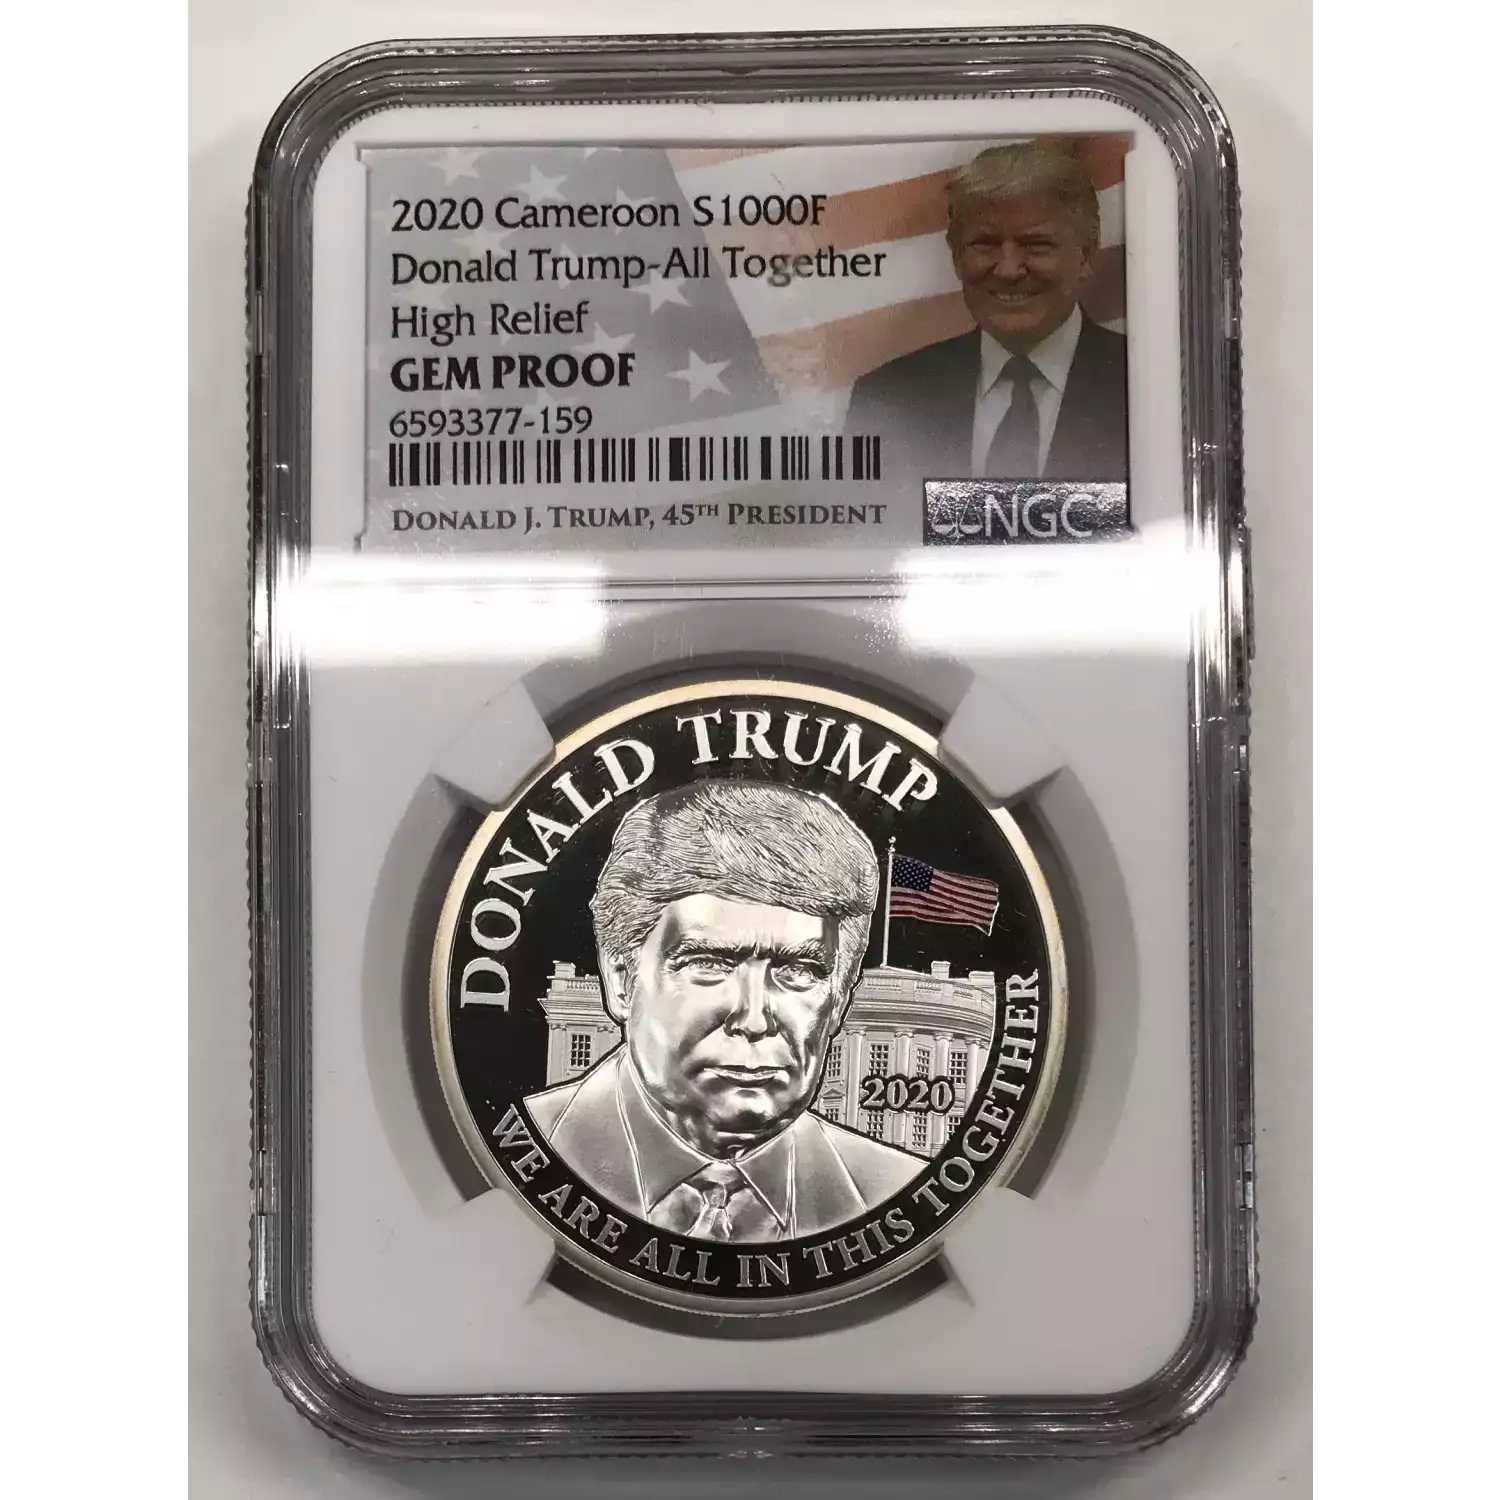 2020 Cameroon S1000F
Donald Trump-All Together
High Relief
GEM PROOF
6593377-159
DONALD J. TRUMP, 45TH PRESIDENT
NGC
DONALD TRUMP
2020
WE ARE ALL IN THIS TOGETHER